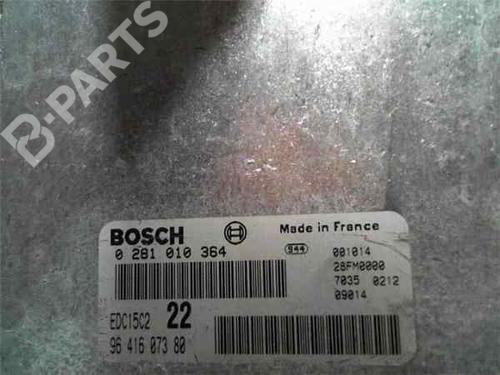 B-PARTS
BOSCH Made in France
0 281 010 364 944 001014
28FM0000
7035 0212
09014
EDC15C2 22
96 416 073 80